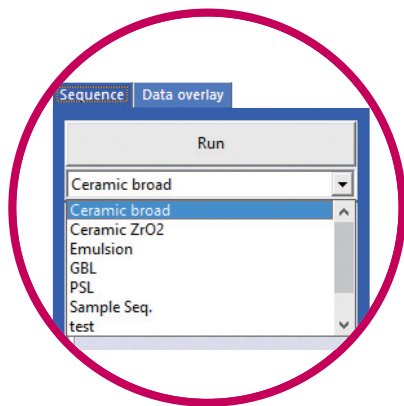 Sequence Data overlay
Run
Ceramic broad
Ceramic broad
Ceramic ZrO2
Emulsion
GBL
PSL
Sample Seq.
test